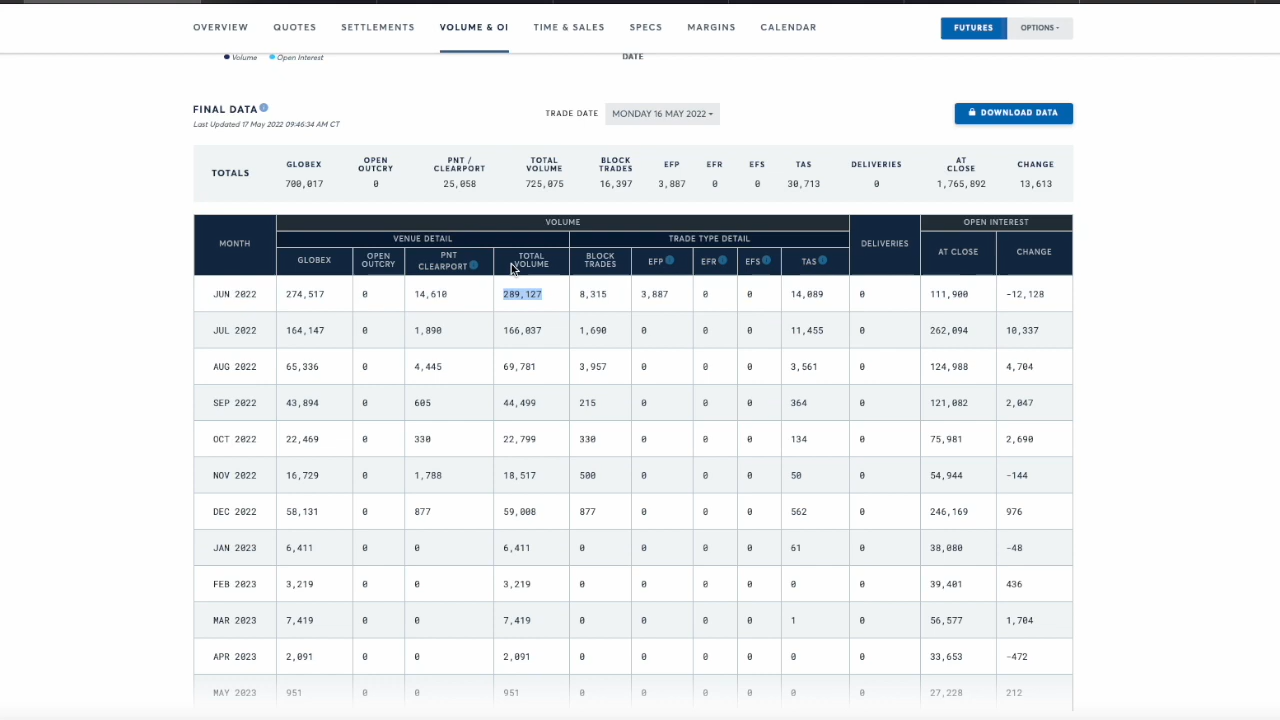 OVERVIEW QUOTES SETTLEMENTS VOLUME & OI TIME & SALES SPECS MARGINS CALENDAR FUTURES OPTIONS
Volume Open Interest DATE
FINAL DATA TRADE DATE MONDAY 16 MAY 2022 DOWNLOAD DATA
Last Updated 17 May 2022 09:46:34 AM CT
TOTALS GLOBEX OPEN OUTCRY PNT / CLEARPORT TOTAL VOLUME BLOCK TRADES EFP EFR EFS TAS DELIVERIES AT CLOSE CHANGE
700,017 0 25,058 725,075 16,397 3,887 0 0 30,713 0 1,765,892 13,613
MONTH VOLUME DELIVERIES OPEN INTEREST
VENUE DETAIL TRADE TYPE DETAIL
GLOBEX OPEN OUTCRY PNT CLEARPORT TOTAL VOLUME BLOCK TRADES EFP EFR EFS TAS AT CLOSE CHANGE
JUN 2022 274,517 0 14,610 289,127 8,315 3,887 0 0 14,089 0 111,900 -12,128
JUL 2022 164,147 0 1,890 166,037 1,690 0 0 0 11,455 0 262,094 10,337
AUG 2022 65,336 0 4,445 69,781 3,957 0 0 0 3,561 0 124,988 4,704
SEP 2022 43,894 0 605 44,499 215 0 0 0 364 0 121,082 2,047
OCT 2022 22,469 0 330 22,799 330 0 0 0 134 0 75,981 2,690
NOV 2022 16,729 0 1,788 18,517 500 0 0 0 50 0 54,944 -144
DEC 2022 58,131 0 877 59,008 877 0 0 0 562 0 246,169 976
JAN 2023 6,411 0 0 6,411 0 0 0 0 61 0 38,080 -48
FEB 2023 3,219 0 0 3,219 0 0 0 0 0 0 39,401 436
MAR 2023 7,419 0 0 7,419 0 0 0 0 1 0 56,577 1,704
APR 2023 2,091 0 0 2,091 0 0 0 0 0 0 33,653 -472
MAY 2023 951 0 0 951 0 0 0 0 0 0 27,228 212